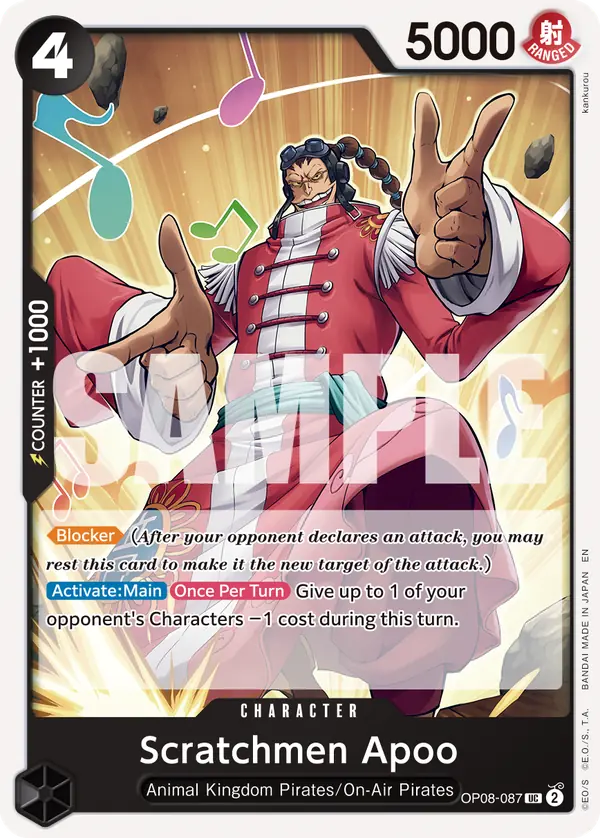 4
5000
射
RANGED
kankurou
COUNTER +1000
SAMPLE
Blocker (After your opponent declares an attack, you may
rest this card to make it the new target of the attack.)
Activate:Main Once Per Turn Give up to 1 of your
opponent's Characters −1 cost during this turn.
CHARACTER
Scratchmen Apoo
Animal Kingdom Pirates/On-Air Pirates
OP08-087 UC 2
©EO/S ©E.O./S., T.A. BANDAI MADE IN JAPAN EN